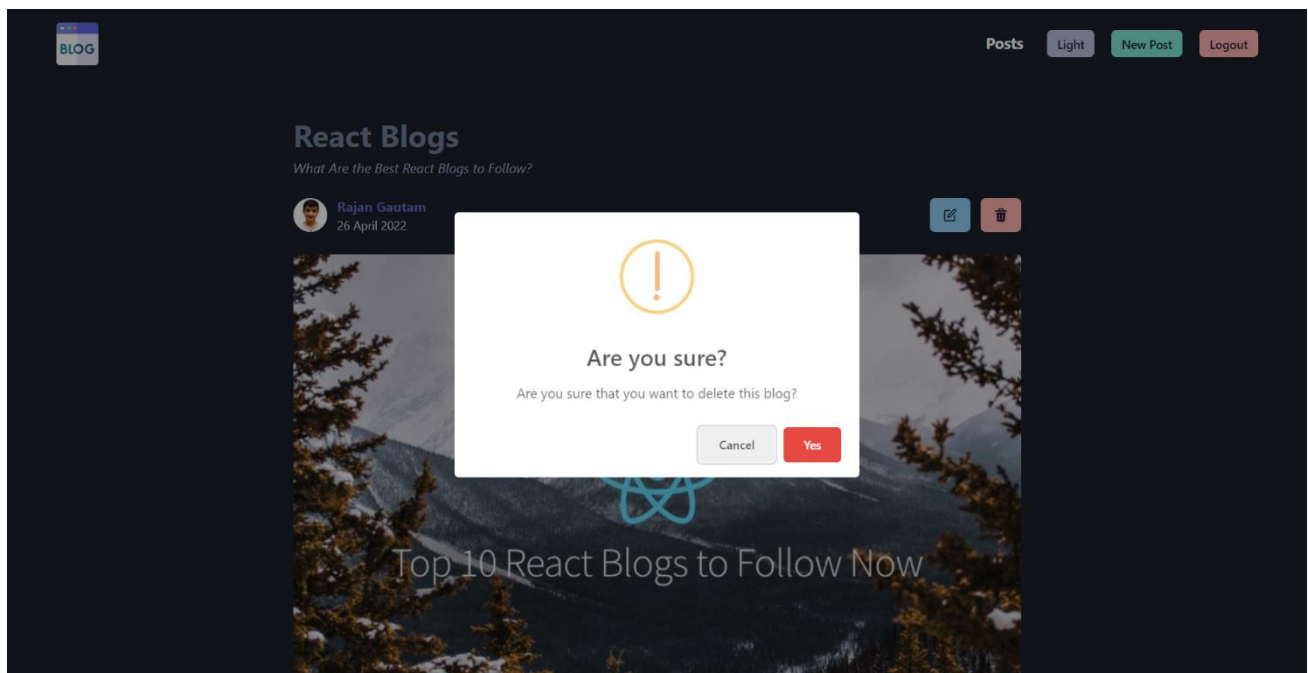 BLOG
Posts
Light
New Post
Logout
React Blogs
What Are the Best React Blogs to Follow?
Rajan Gautam
26 April 2022
Are you sure?
Are you sure that you want to delete this blog?
Cancel
Yes
Top 10 React Blogs to Follow Now